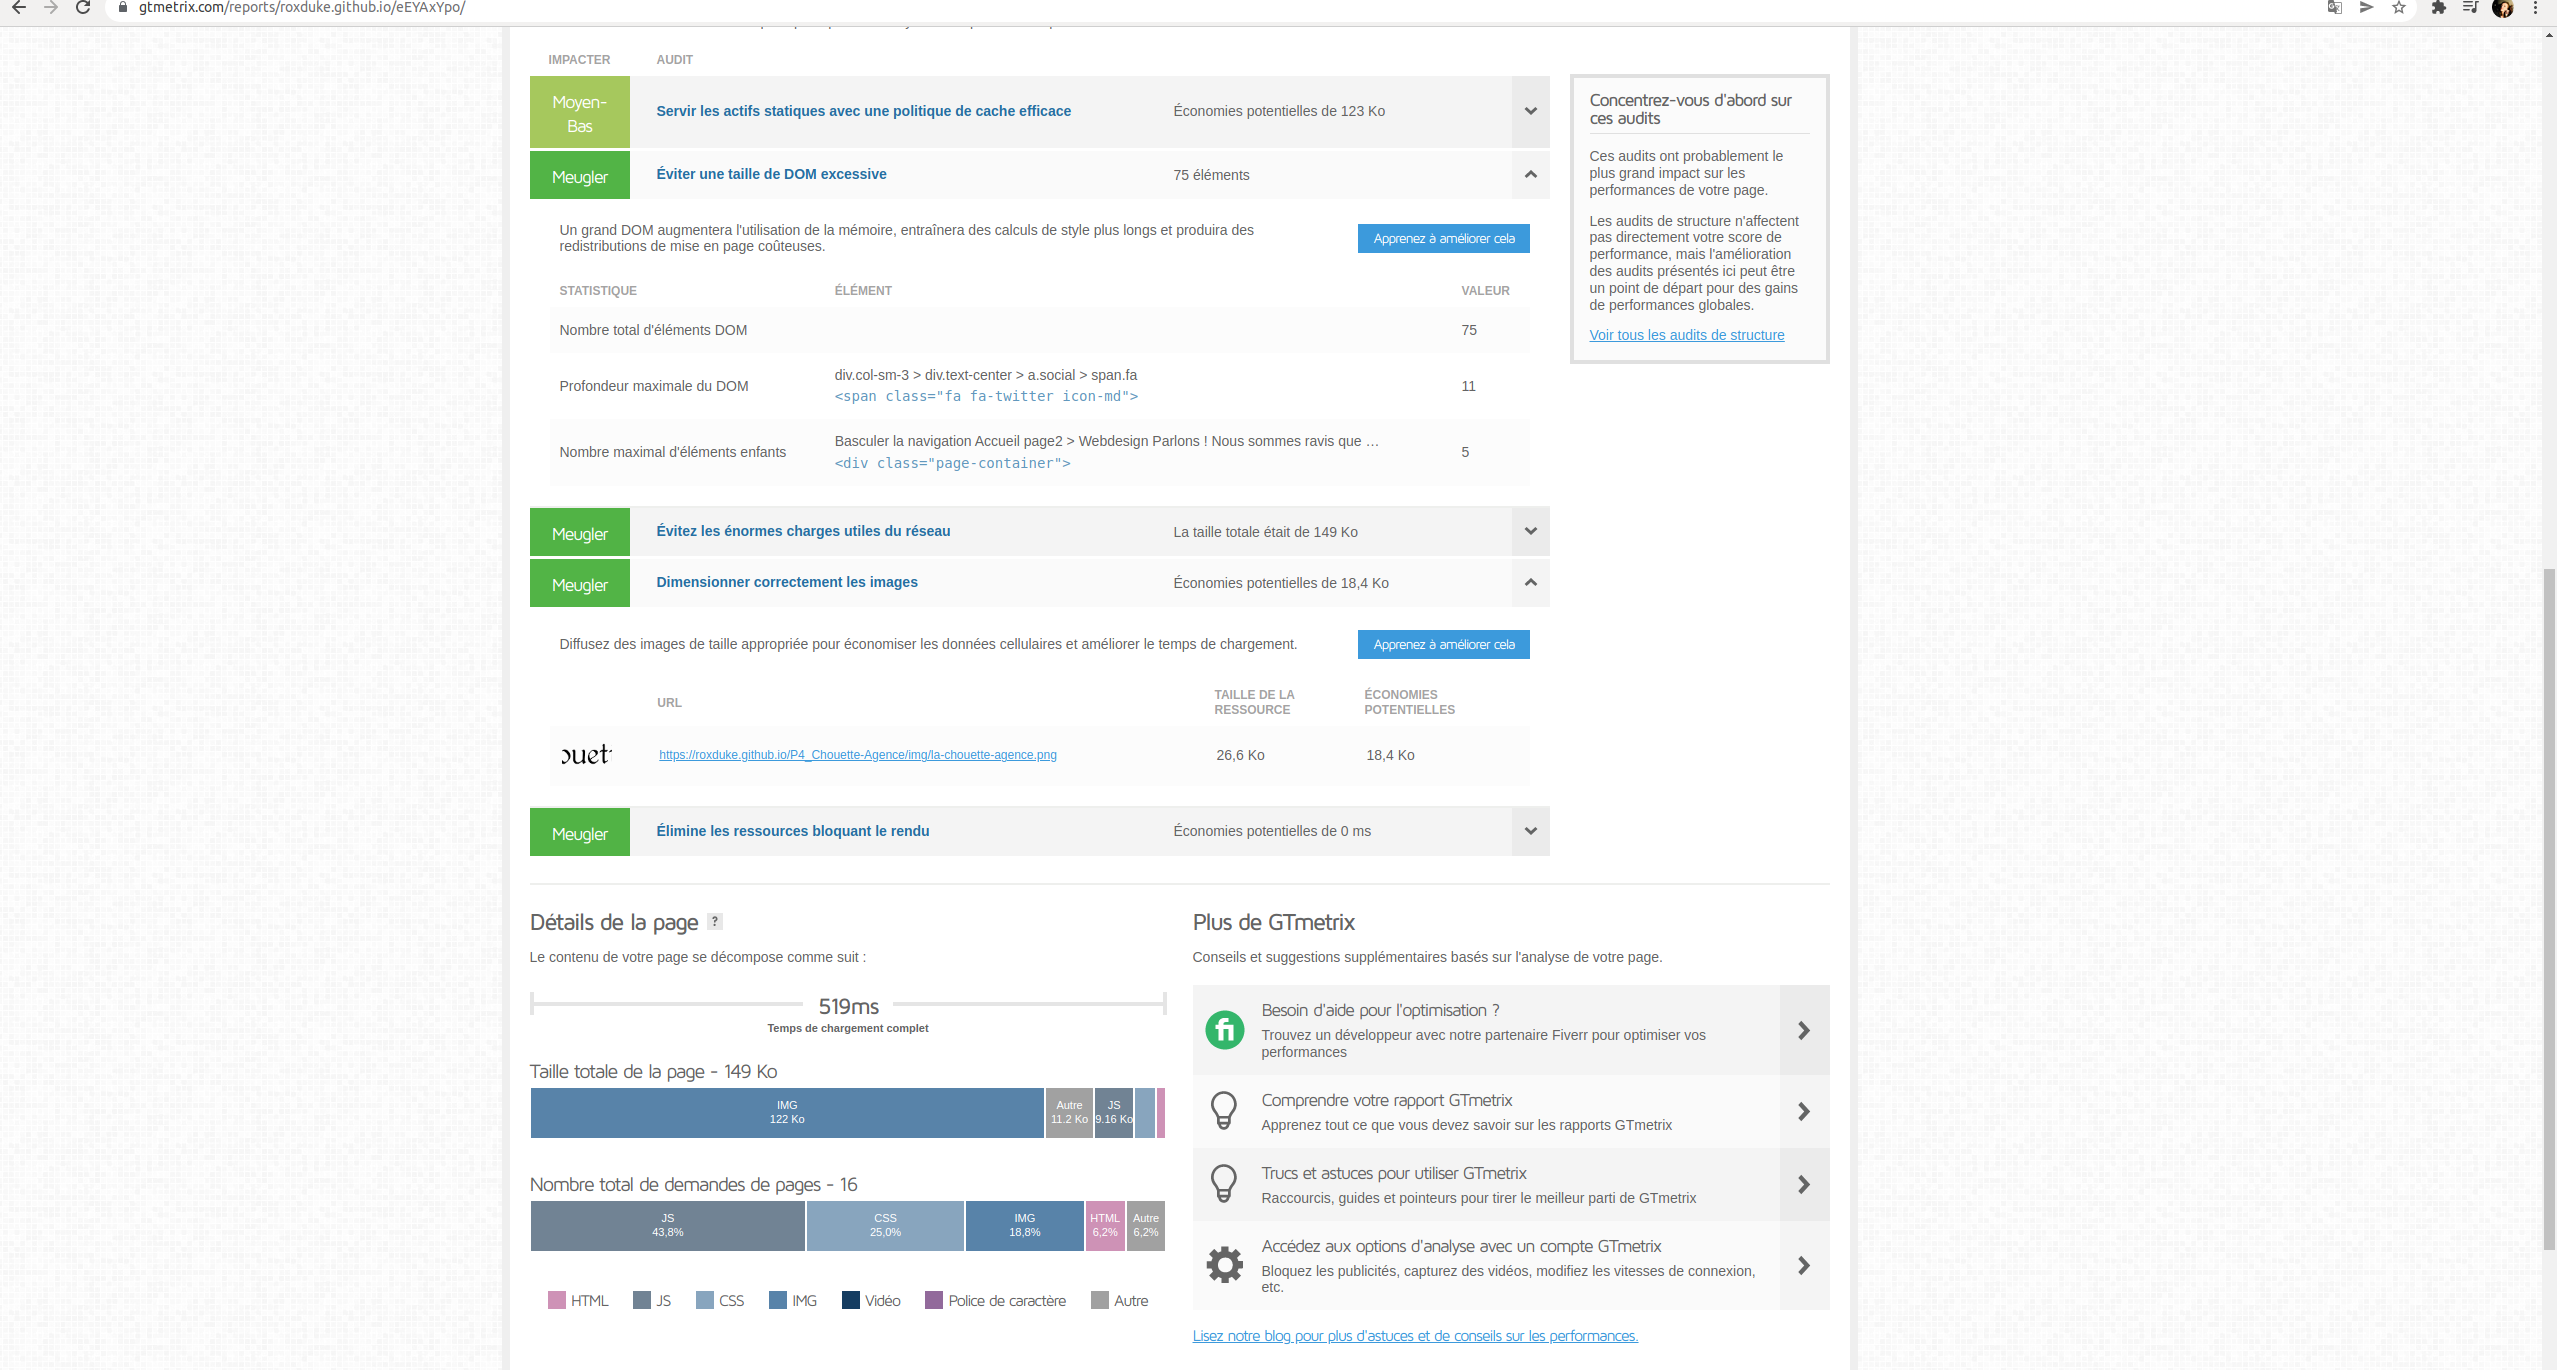 gtmetrix.com/reports/roxduke.github.io/eEYAxYpo/
IMPACTER AUDIT
Moyen-
Bas
Servir les actifs statiques avec une politique de cache efficace Économies potentielles de 123 Ko
Meugler Éviter une taille de DOM excessive 75 éléments
Un grand DOM augmentera l'utilisation de la mémoire, entraînera des calculs de style plus longs et produira des
redistributions de mise en page coûteuses.
Apprenez à améliorer cela
STATISTIQUE ÉLÉMENT VALEUR
Nombre total d'éléments DOM 75
Profondeur maximale du DOM
div.col-sm-3 > div.text-center > a.social > span.fa
<span class="fa fa-twitter icon-md">
11
Nombre maximal d'éléments enfants
Basculer la navigation Accueil page2 > Webdesign Parlons ! Nous sommes ravis que …
<div class="page-container">
5
Meugler Évitez les énormes charges utiles du réseau La taille totale était de 149 Ko
Meugler Dimensionner correctement les images Économies potentielles de 18,4 Ko
Diffusez des images de taille appropriée pour économiser les données cellulaires et améliorer le temps de chargement.
Apprenez à améliorer cela
URL
TAILLE DE LA
RESSOURCE
ÉCONOMIES
POTENTIELLES
ouet https://roxduke.github.io/P4_Chouette-Agence/img/la-chouette-agence.png 26,6 Ko 18,4 Ko
Meugler Élimine les ressources bloquant le rendu Économies potentielles de 0 ms
Concentrez-vous d'abord sur
ces audits
Ces audits ont probablement le
plus grand impact sur les
performances de votre page.
Les audits de structure n'affectent
pas directement votre score de
performance, mais l'amélioration
des audits présentés ici peut être
un point de départ pour des gains
de performances globales.
Voir tous les audits de structure
Détails de la page ?
Le contenu de votre page se décompose comme suit :
519ms
Temps de chargement complet
Taille totale de la page - 149 Ko
IMG
122 Ko
Autre
11.2 Ko
JS
9.16 Ko
Nombre total de demandes de pages - 16
JS
43,8%
CSS
25,0%
IMG
18,8%
HTML
6,2%
Autre
6,2%
HTML JS CSS IMG Vidéo Police de caractère Autre
Plus de GTmetrix
Conseils et suggestions supplémentaires basés sur l'analyse de votre page.
fi
Besoin d'aide pour l'optimisation ?
Trouvez un développeur avec notre partenaire Fiverr pour optimiser vos
performances
Comprendre votre rapport GTmetrix
Apprenez tout ce que vous devez savoir sur les rapports GTmetrix
Trucs et astuces pour utiliser GTmetrix
Raccourcis, guides et pointeurs pour tirer le meilleur parti de GTmetrix
Accédez aux options d'analyse avec un compte GTmetrix
Bloquez les publicités, capturez des vidéos, modifiez les vitesses de connexion,
etc.
Lisez notre blog pour plus d'astuces et de conseils sur les performances.